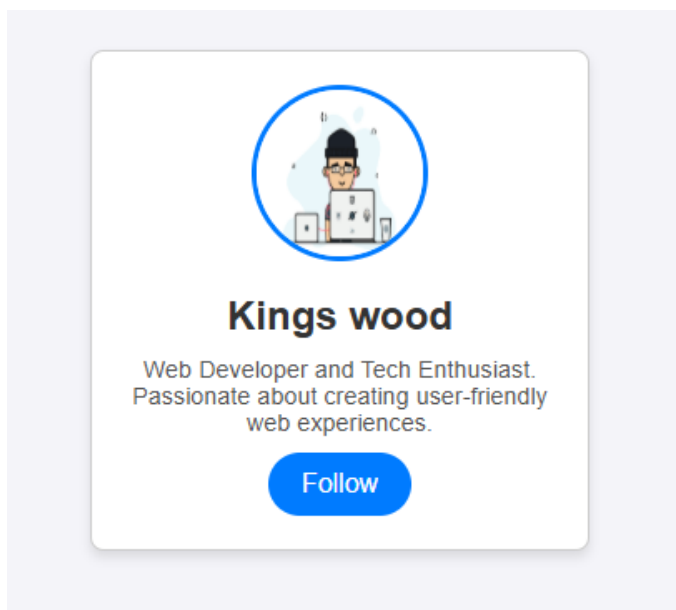 Kings wood
Web Developer and Tech Enthusiast.
Passionate about creating user-friendly
web experiences.
Follow